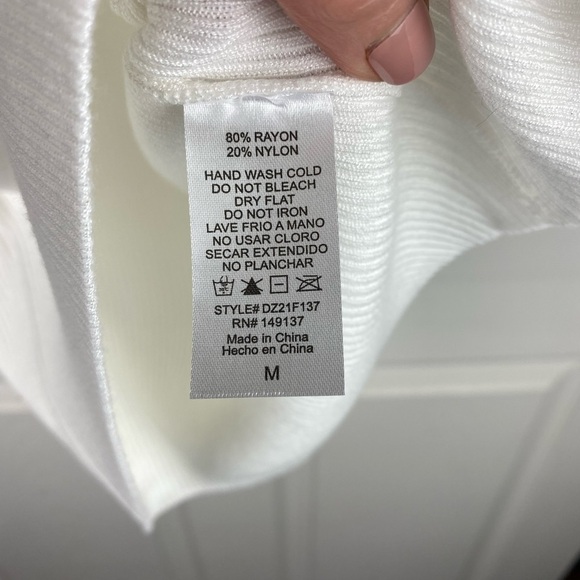 80% RAYON
20% NYLON
HAND WASH COLD
DO NOT BLEACH
DRY FLAT
DO NOT IRON
LAVE FRIO A MANO
NO USAR CLORO
SECAR EXTENDIDO
NO PLANCHAR
STYLE# DZ21F137
RN# 149137
Made in China
Hecho en China
M